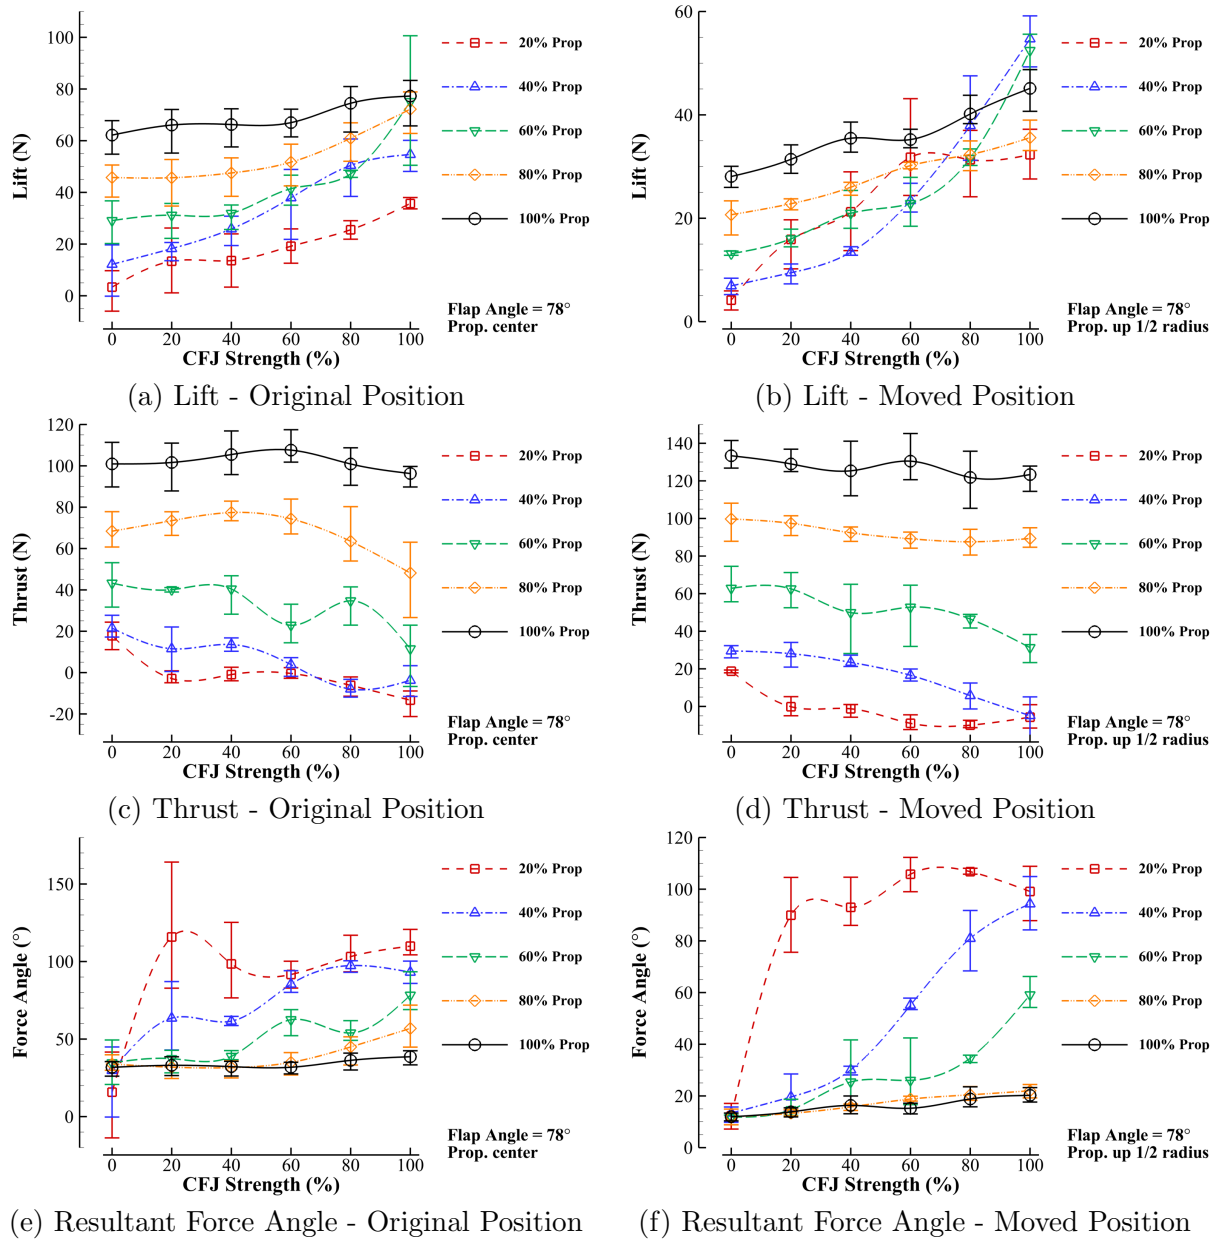 100
80
60
40
20
0
Lift (N)
0 20 40 60 80 100
CFJ Strength (%)
20% Prop
40% Prop
60% Prop
80% Prop
100% Prop
Flap Angle = 78°
Prop. center
(a) Lift - Original Position
60
40
20
0
Lift (N)
0 20 40 60 80 100
CFJ Strength (%)
20% Prop
40% Prop
60% Prop
80% Prop
100% Prop
Flap Angle = 78°
Prop. up 1/2 radius
(b) Lift - Moved Position
120
100
80
60
40
20
0
-20
Thrust (N)
0 20 40 60 80 100
CFJ Strength (%)
20% Prop
40% Prop
60% Prop
80% Prop
100% Prop
Flap Angle = 78°
Prop. center
(c) Thrust - Original Position
140
120
100
80
60
40
20
0
Thrust (N)
0 20 40 60 80 100
CFJ Strength (%)
20% Prop
40% Prop
60% Prop
80% Prop
100% Prop
Flap Angle = 78°
Prop. up 1/2 radius
(d) Thrust - Moved Position
150
100
50
0
Force Angle (°)
0 20 40 60 80 100
CFJ Strength (%)
20% Prop
40% Prop
60% Prop
80% Prop
100% Prop
Flap Angle = 78°
Prop. center
(e) Resultant Force Angle - Original Position
120
100
80
60
40
20
0
Force Angle (°)
0 20 40 60 80 100
CFJ Strength (%)
20% Prop
40% Prop
60% Prop
80% Prop
100% Prop
Flap Angle = 78°
Prop. up 1/2 radius
(f) Resultant Force Angle - Moved Position